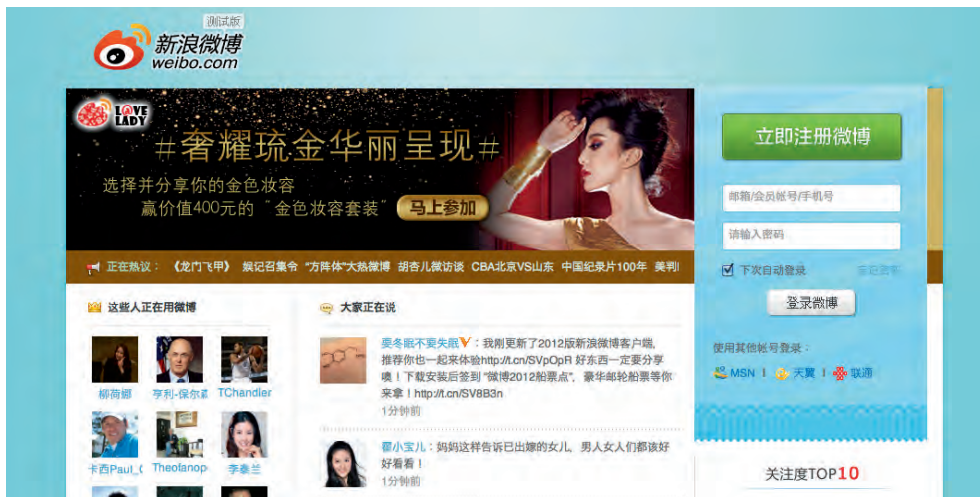 测试版
新浪微博
weibo.com
LOVE
LADY
#奢耀琉金华丽呈现#
选择并分享你的金色妆容
赢价值400元的“金色妆容套装”
马上参加
正在热议： 《龙门飞甲》 娱记召集令 “方阵体”大热微博 胡杏儿微访谈 CBA北京VS山东 中国纪录片100年 美判
这些人正在用微博
柳荷娜
亨利-保尔
TChandler
卡西Paul_
Theofanop
李泰兰
大家正在说
要冬眠不要失眠V：我刚更新了2012版新浪微博客户端，
推荐你也一起来体验http://t.cn/SVpOpR 好东西一定要分享
噢！下载安装后签到“微博2012船票点”，豪华邮轮船票等你
来拿！http://t.cn/SV8B3n
1分钟前
瞿小宝儿：妈妈这样告诉已出嫁的女儿，男人女人们都该好
好看看！
1分钟前
立即注册微博
邮箱/会员帐号/手机号
请输入密码
下次自动登录
登录微博
使用其他帐号登录：
MSN | 天翼 | 联通
关注度TOP10